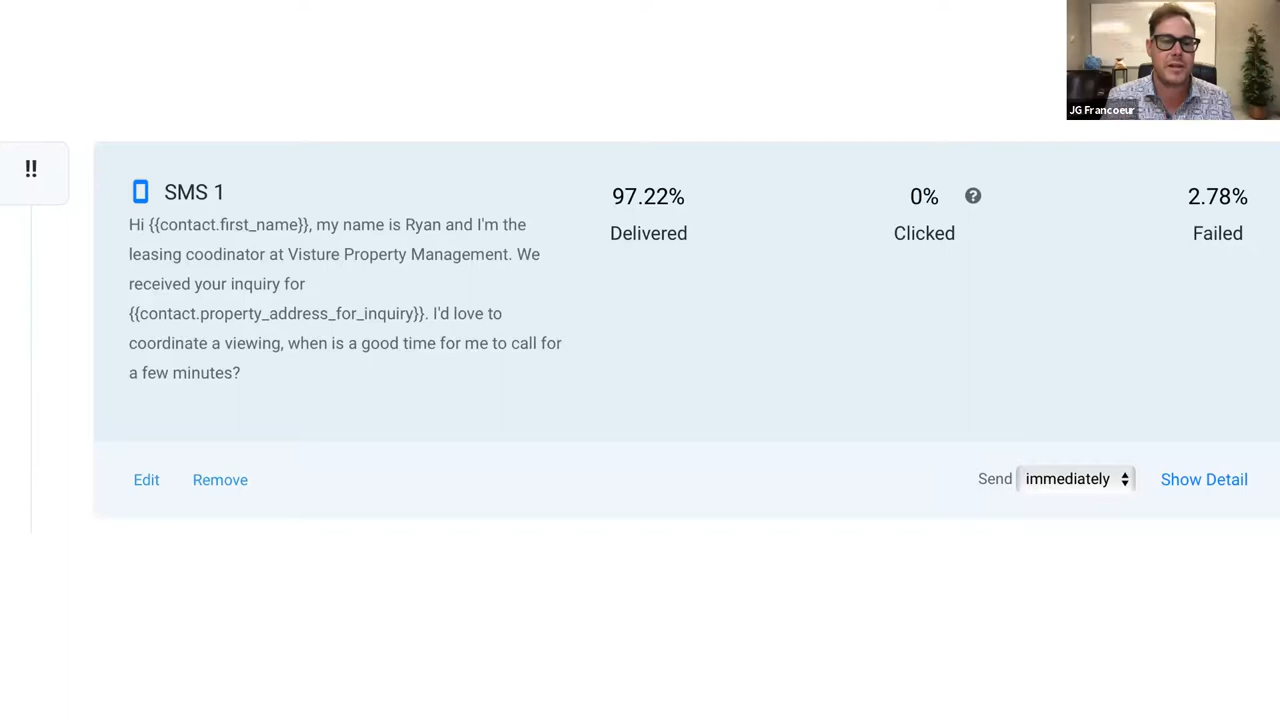 JG Francoeur
!!
SMS 1
Hi {{contact.first_name}}, my name is Ryan and I'm the
leasing coodinator at Visture Property Management. We
received your inquiry for
{{contact.property_address_for_inquiry}}. I'd love to
coordinate a viewing, when is a good time for me to call for
a few minutes?
97.22%
Delivered
0% ?
Clicked
2.78%
Failed
Edit Remove
Send immediately Show Detail